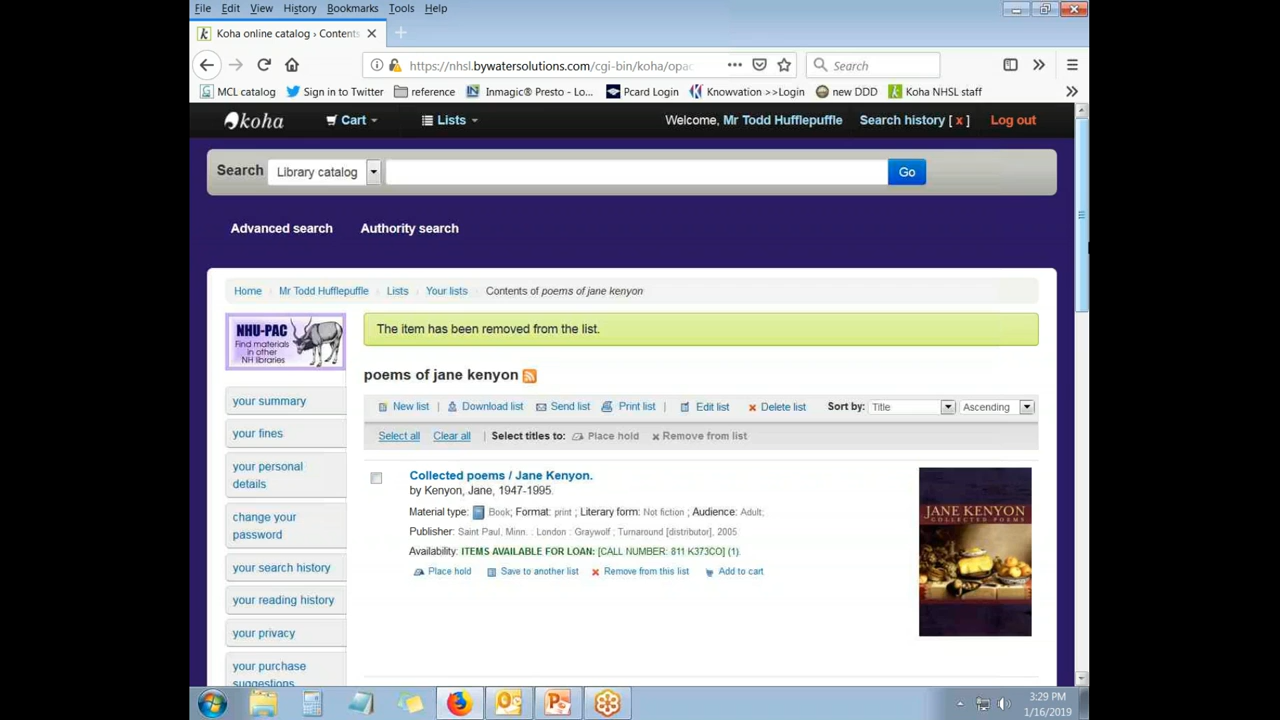 File Edit View History Bookmarks Tools Help
Koha online catalog › Contents
https://nhsl.bywatersolutions.com/cgi-bin/koha/opac Search
MCL catalog Sign in to Twitter reference Inmagic® Presto - Lo... Pcard Login Knowvation >>Login new DDD Koha NHSL staff
koha Cart Lists Welcome, Mr Todd Hufflepuffle Search history [ x ] Log out
Search Library catalog Go
Advanced search Authority search
Home Mr Todd Hufflepuffle Lists Your lists Contents of poems of jane kenyon
NHU-PAC
Find materials
in other
NH libraries
The item has been removed from the list.
poems of jane kenyon
New list | Download list Send list Print list | Edit list Delete list Sort by: Title Ascending
Select all Clear all | Select titles to: Place hold Remove from list
your summary
your fines
your personal
details
change your
password
your search history
your reading history
your privacy
your purchase
suggestions
Collected poems / Jane Kenyon.
by Kenyon, Jane, 1947-1995.
Material type: Book; Format: print ; Literary form: Not fiction ; Audience: Adult;
Publisher: Saint Paul, Minn. : London : Graywolf ; Turnaround [distributor], 2005
Availability: ITEMS AVAILABLE FOR LOAN: [CALL NUMBER: 811 K373CO] (1).
Place hold Save to another list Remove from this list Add to cart
JANE KENYON
COLLECTED POEMS
3:29 PM
1/16/2019